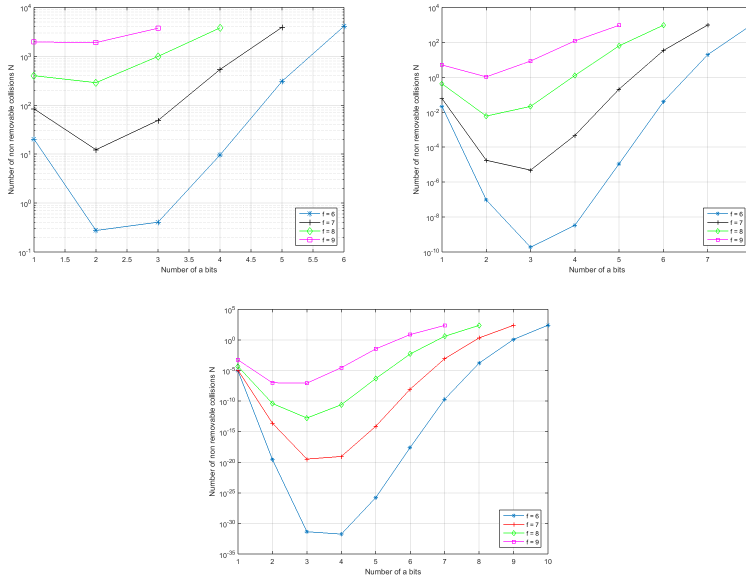 10^4
10^3
10^2
10^1
10^0
10^-1
Number of non removable collisions N
1 1.5 2 2.5 3 3.5 4 4.5 5 5.5 6
Number of a bits
f = 6
f = 7
f = 8
f = 9
10^4
10^2
10^0
10^-2
10^-4
10^-6
10^-8
10^-10
Number of non removable collisions N
1 2 3 4 5 6 7
Number of a bits
f = 6
f = 7
f = 8
f = 9
10^5
10^0
10^-5
10^-10
10^-15
10^-20
10^-25
10^-30
10^-35
Number of non removable collisions N
1 2 3 4 5 6 7 8 9 10
Number of a bits
f = 6
f = 7
f = 8
f = 9